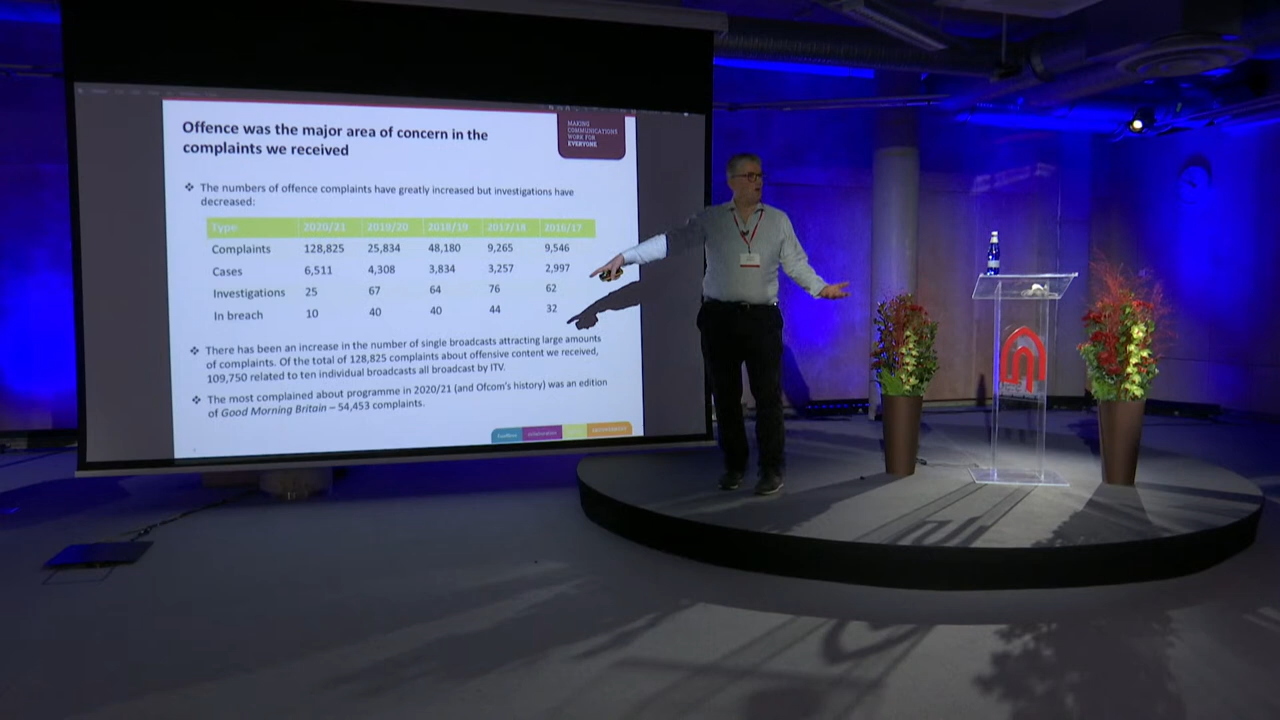 Offence was the major area of concern in the
complaints we received
MAKING
COMMUNICATIONS
WORK FOR
EVERYONE
The numbers of offence complaints have greatly increased but investigations have
decreased:
Type 2020/21 2019/20 2018/19 2017/18 2016/17
Complaints 128,825 25,834 48,180 9,265 9,546
Cases 6,511 4,308 3,834 3,257 2,997
Investigations 25 67 64 76 62
In breach 10 40 40 44 32
There has been an increase in the number of single broadcasts attracting large amounts
of complaints. Of the total of 128,825 complaints about offensive content we received,
109,750 related to ten individual broadcasts all broadcast by ITV.
The most complained about programme in 2020/21 (and Ofcom's history) was an edition
of Good Morning Britain – 54,453 complaints.